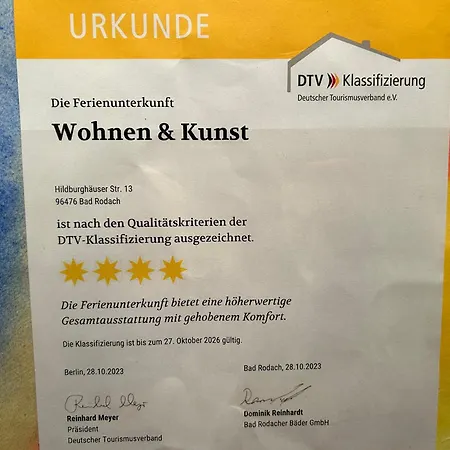 URKUNDE
DTV Klassifizierung
Deutscher Tourismusverband e.V.
Die Ferienunterkunft
Wohnen & Kunst
Hildburghäuser Str. 13
96476 Bad Rodach
ist nach den Qualitätskriterien der
DTV-Klassifizierung ausgezeichnet.
Die Ferienunterkunft bietet eine höherwertige
Gesamtausstattung mit gehobenem Komfort.
Die Klassifizierung ist bis zum 27. Oktober 2026 gültig.
Berlin, 28.10.2023
Reinhard Meyer
Präsident
Deutscher Tourismusverband
Bad Rodach, 28.10.2023
Dominik Reinhardt
Bad Rodacher Bäder GmbH